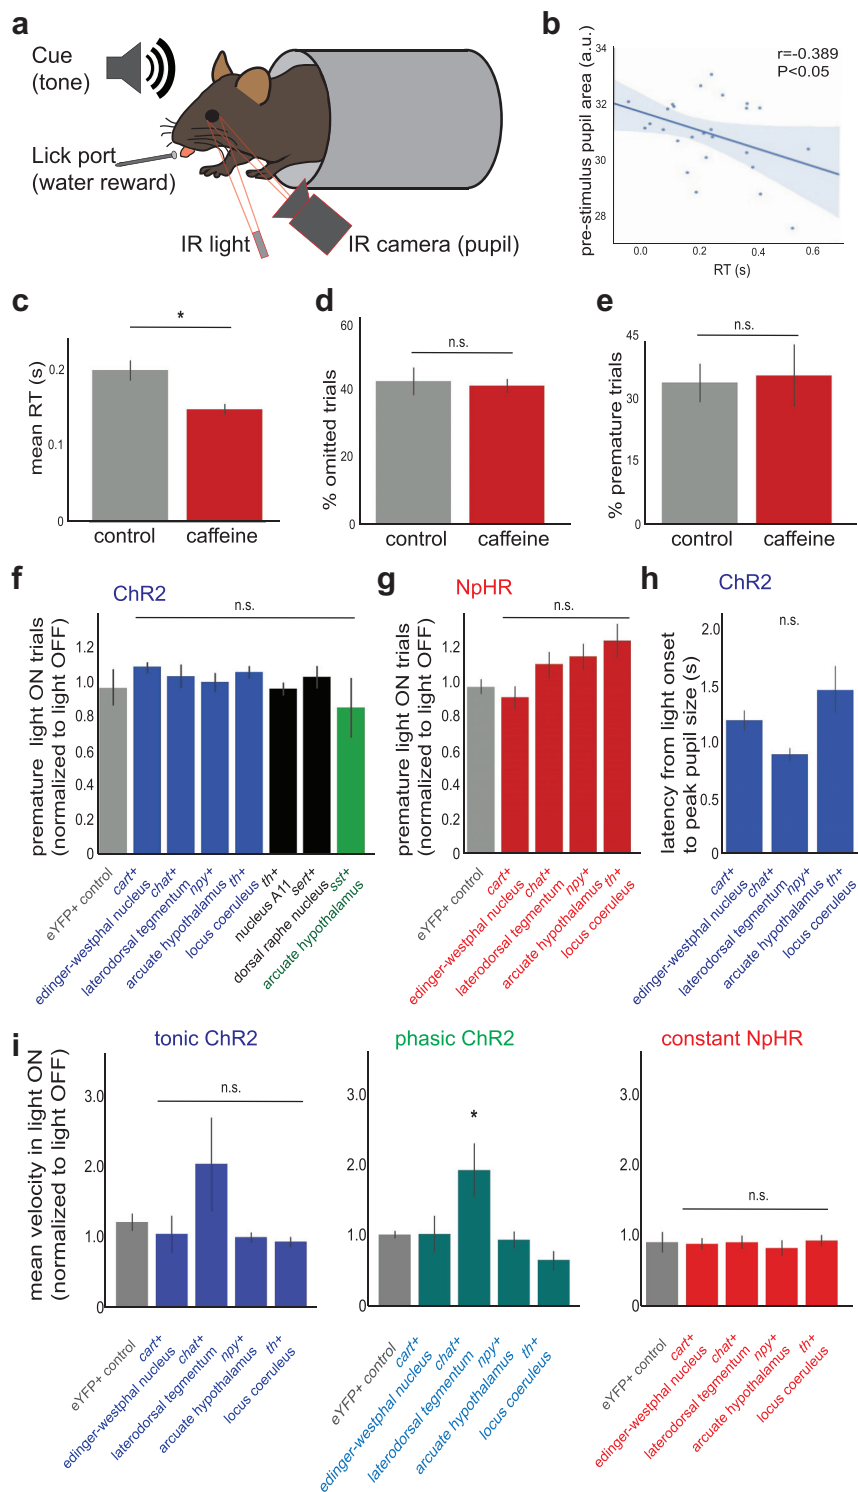 a
Cue
(tone)
Lick port
(water reward)
IR light
IR camera (pupil)
b
pre-stimulus pupil area (a.u.)
34
32
30
28
r=-0.389
P<0.05
0.0
0.2
0.4
0.6
RT (s)
c
mean RT (s)
0.2
0.1
0
*
control
caffeine
d
% omitted trials
60
40
20
0
n.s.
control
caffeine
e
% premature trials
45
30
15
0
n.s.
control
caffeine
f
ChR2
premature light ON trials
(normalized to light OFF)
1.2
1.0
0.8
0.6
0.4
0.2
0
n.s.
eYFP+ control
cart+
edinger-westphal nucleus
chat+
laterodorsal tegmentum
npy+
arcuate hypothalamus
th+
locus coeruleus
th+
nucleus A11
sert+
dorsal raphe nucleus
sst+
arcuate hypothalamus
g
NpHR
premature light ON trials
(normalized to light OFF)
1.2
1.0
0.8
0.6
0.4
0.2
0
n.s.
eYFP+ control
cart+
edinger-westphal nucleus
chat+
laterodorsal tegmentum
npy+
arcuate hypothalamus
th+
locus coeruleus
h
ChR2
latency from light onset
to peak pupil size (s)
2.0
1.5
1.0
0.5
0
n.s.
cart+
edinger-westphal nucleus
chat+
laterodorsal tegmentum
npy+
arcuate hypothalamus
th+
locus coeruleus
i
mean velocity in light ON
(normalized to light OFF)
tonic ChR2
3.0
2.0
1.0
0
n.s.
eYFP+ control
cart+
edinger-westphal nucleus
chat+
laterodorsal tegmentum
npy+
arcuate hypothalamus
th+
locus coeruleus
phasic ChR2
3.0
2.0
1.0
0
*
eYFP+ control
cart+
edinger-westphal nucleus
chat+
laterodorsal tegmentum
npy+
arcuate hypothalamus
th+
locus coeruleus
constant NpHR
3.0
2.0
1.0
0
n.s.
eYFP+ control
cart+
edinger-westphal nucleus
chat+
laterodorsal tegmentum
npy+
arcuate hypothalamus
th+
locus coeruleus